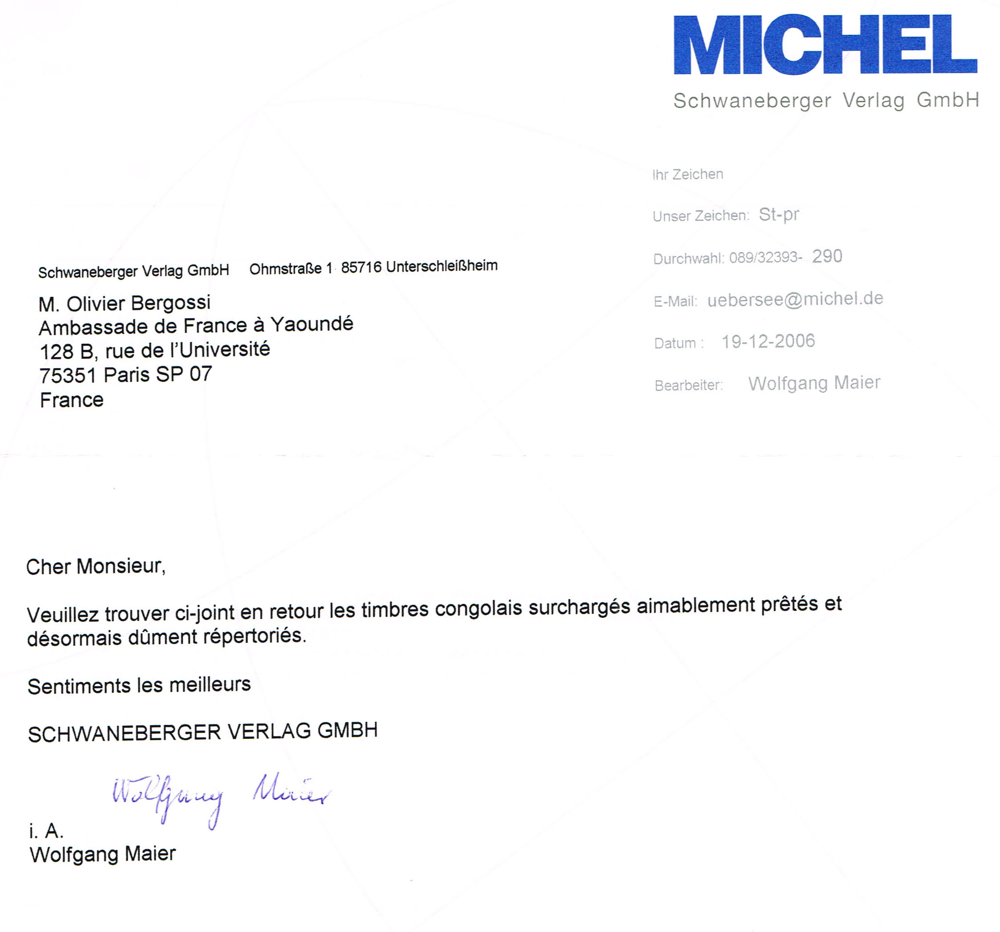 MICHEL
Schwaneberger Verlag GmbH
Ihr Zeichen
Unser Zeichen: St-pr
Durchwahl: 089/32393- 290
E-Mail: uebersee@michel.de
Datum : 19-12-2006
Bearbeiter: Wolfgang Maier
Schwaneberger Verlag GmbH Ohmstraße 1· 85716 Unterschleißheim
M. Olivier Bergossi
Ambassade de France à Yaoundé
128 B, rue de l'Université
75351 Paris SP 07
France
Cher Monsieur,
Veuillez trouver ci-joint en retour les timbres congolais surchargés aimablement prêtés et
désormais dûment répertoriés.
Sentiments les meilleurs
SCHWANEBERGER VERLAG GMBH
Wolfgang Maier
i. A.
Wolfgang Maier